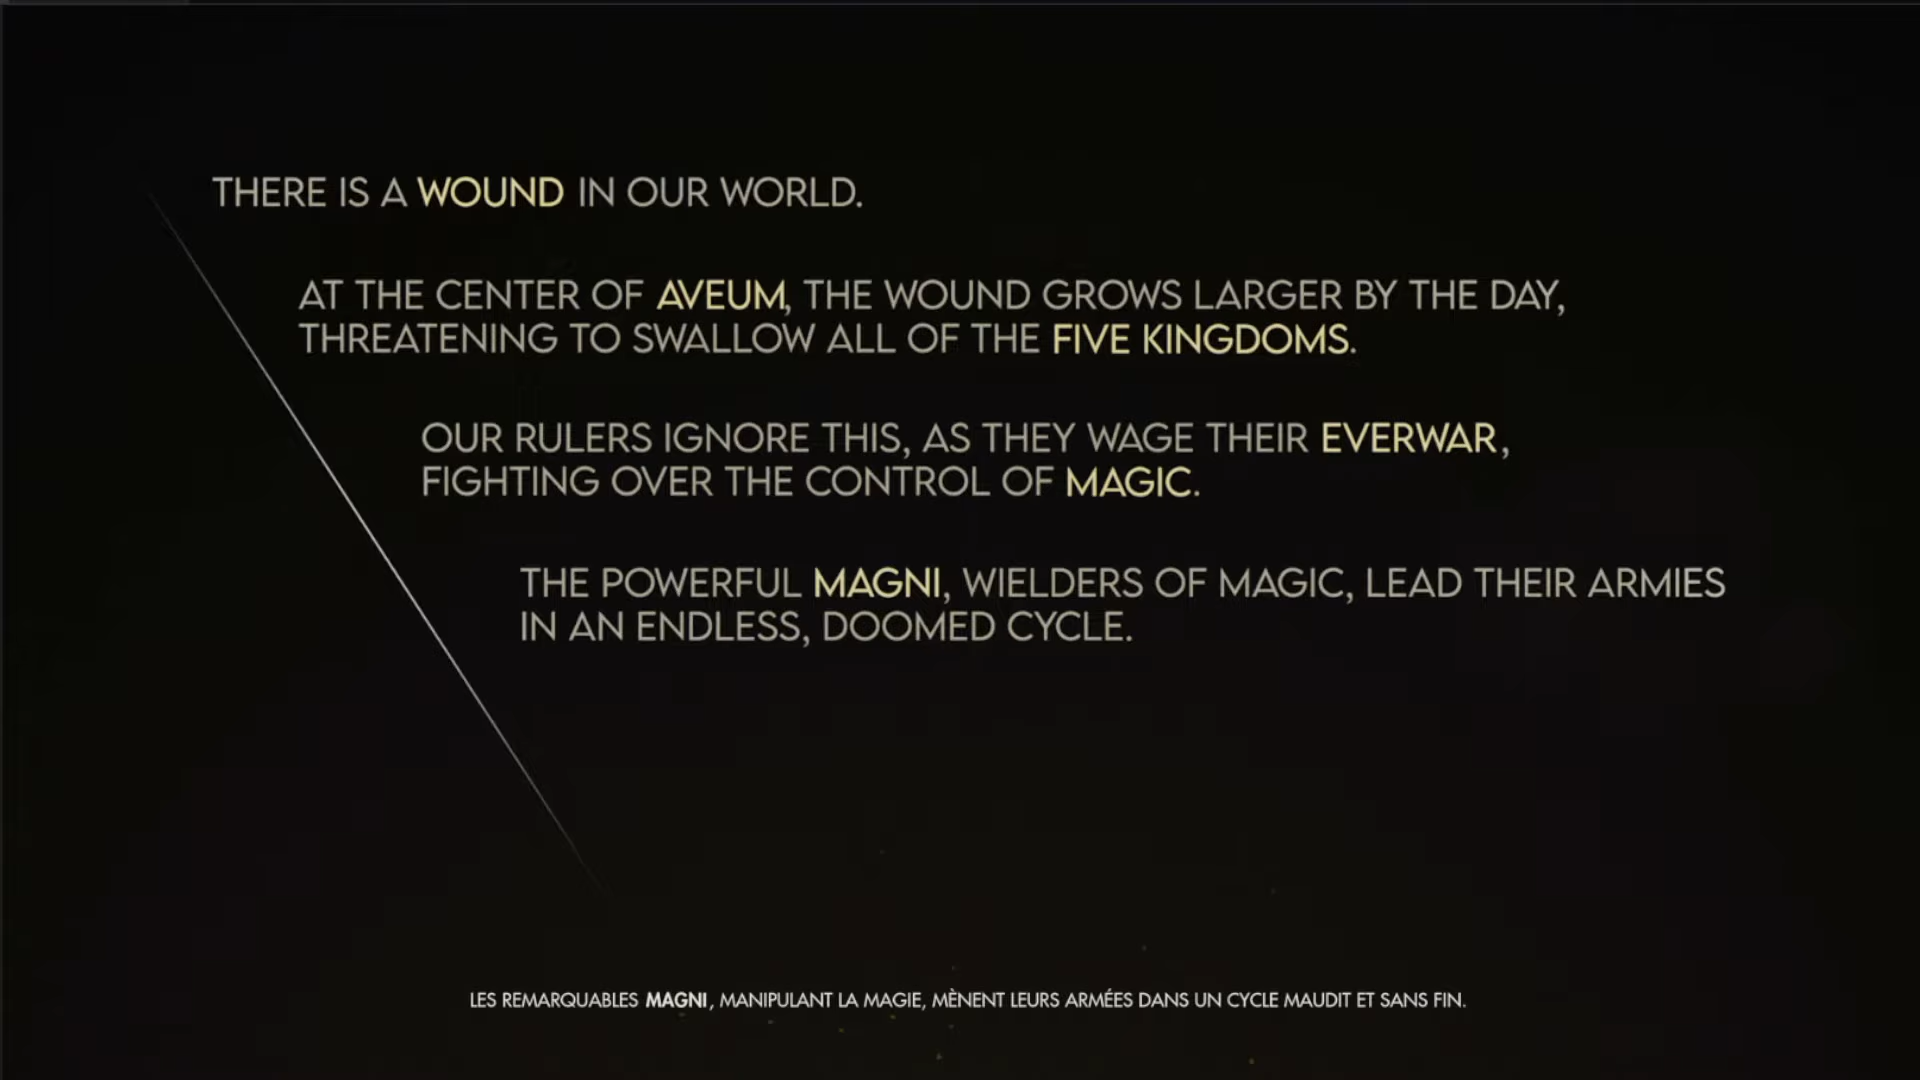 THERE IS A WOUND IN OUR WORLD.
AT THE CENTER OF AVEUM, THE WOUND GROWS LARGER BY THE DAY,
THREATENING TO SWALLOW ALL OF THE FIVE KINGDOMS.
OUR RULERS IGNORE THIS, AS THEY WAGE THEIR EVERWAR,
FIGHTING OVER THE CONTROL OF MAGIC.
THE POWERFUL MAGNI, WIELDERS OF MAGIC, LEAD THEIR ARMIES
IN AN ENDLESS, DOOMED CYCLE.
LES REMARQUABLES MAGNI, MANIPULANT LA MAGIE, MÈNENT LEURS ARMÉES DANS UN CYCLE MAUDIT ET SANS FIN.